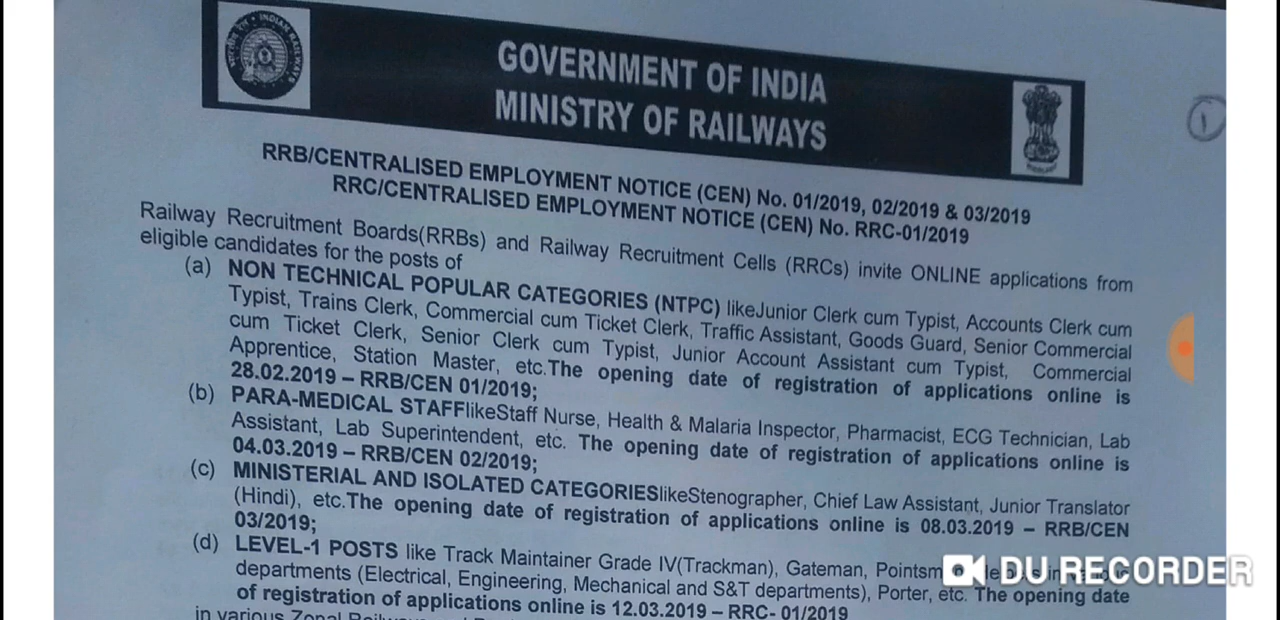 GOVERNMENT OF INDIA
MINISTRY OF RAILWAYS
RRB/CENTRALISED EMPLOYMENT NOTICE (CEN) No. 01/2019, 02/2019 & 03/2019
RRC/CENTRALISED EMPLOYMENT NOTICE (CEN) No. RRC-01/2019
Railway Recruitment Boards(RRBs) and Railway Recruitment Cells (RRCs) invite ONLINE applications from
eligible candidates for the posts of
(a) NON TECHNICAL POPULAR CATEGORIES (NTPC) likeJunior Clerk cum Typist, Accounts Clerk cum
Typist, Trains Clerk, Commercial cum Ticket Clerk, Traffic Assistant, Goods Guard, Senior Commercial
cum Ticket Clerk, Senior Clerk cum Typist, Junior Account Assistant cum Typist, Commercial
Apprentice, Station Master, etc.The opening date of registration of applications online is
28.02.2019 – RRB/CEN 01/2019;
(b) PARA-MEDICAL STAFFlikeStaff Nurse, Health & Malaria Inspector, Pharmacist, ECG Technician, Lab
Assistant, Lab Superintendent, etc. The opening date of registration of applications online is
04.03.2019 – RRB/CEN 02/2019;
(c) MINISTERIAL AND ISOLATED CATEGORIESlikeStenographer, Chief Law Assistant, Junior Translator
(Hindi), etc.The opening date of registration of applications online is 08.03.2019 – RRB/CEN
03/2019;
(d) LEVEL-1 POSTS like Track Maintainer Grade IV(Trackman), Gateman,
departments (Electrical, Engineering, Mechanical and S&T departments), Porter, etc. The opening date
of registration of applications online is 12.03.2019 – RRC- 01/2019
in various Zonal Railways and
1
DU RECORDER